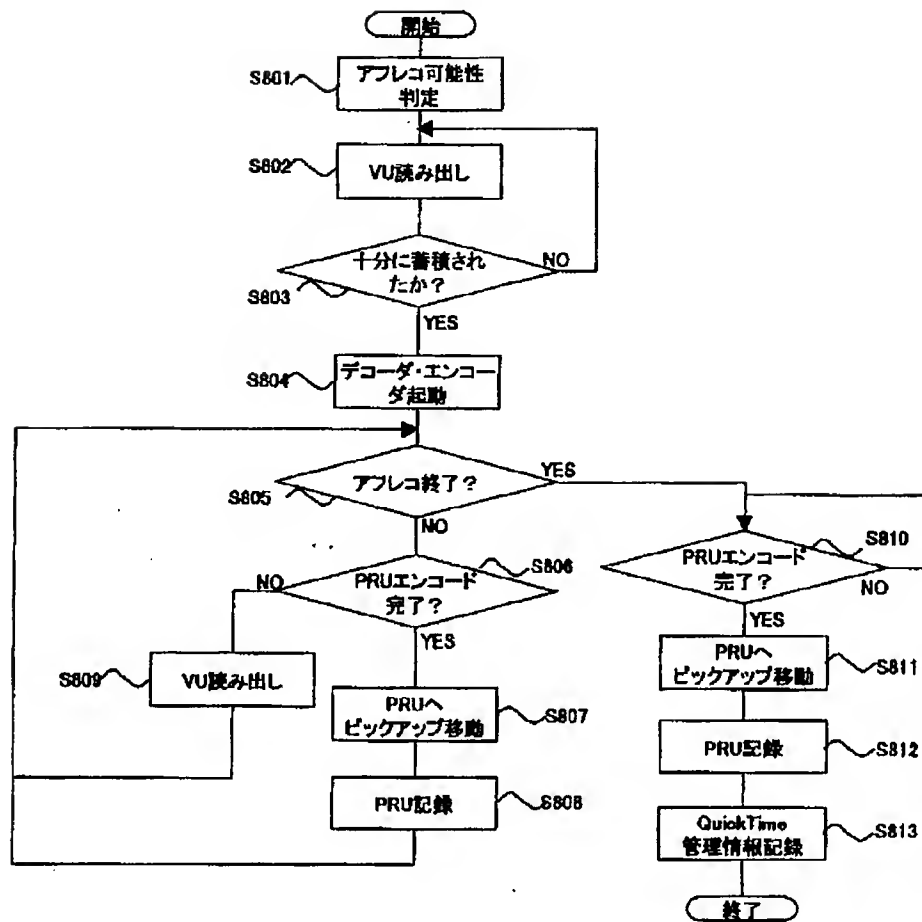 開始
S801
アフレコ可能性
判定
S802
VU読み出し
十分に蓄積され
たか？
NO
S803
YES
S804
デコーダ・エンコー
ダ起動
アフレコ終了？
YES
S805
NO
S806
PRUエンコード
完了？
NO
YES
S809
VU読み出し
PRUへ
ピックアップ移動
S807
PRU記録
S808
S810
PRUエンコード
完了？
NO
YES
PRUへ
ピックアップ移動
S811
PRU記録
S812
QuickTime
管理情報記録
S813
終了